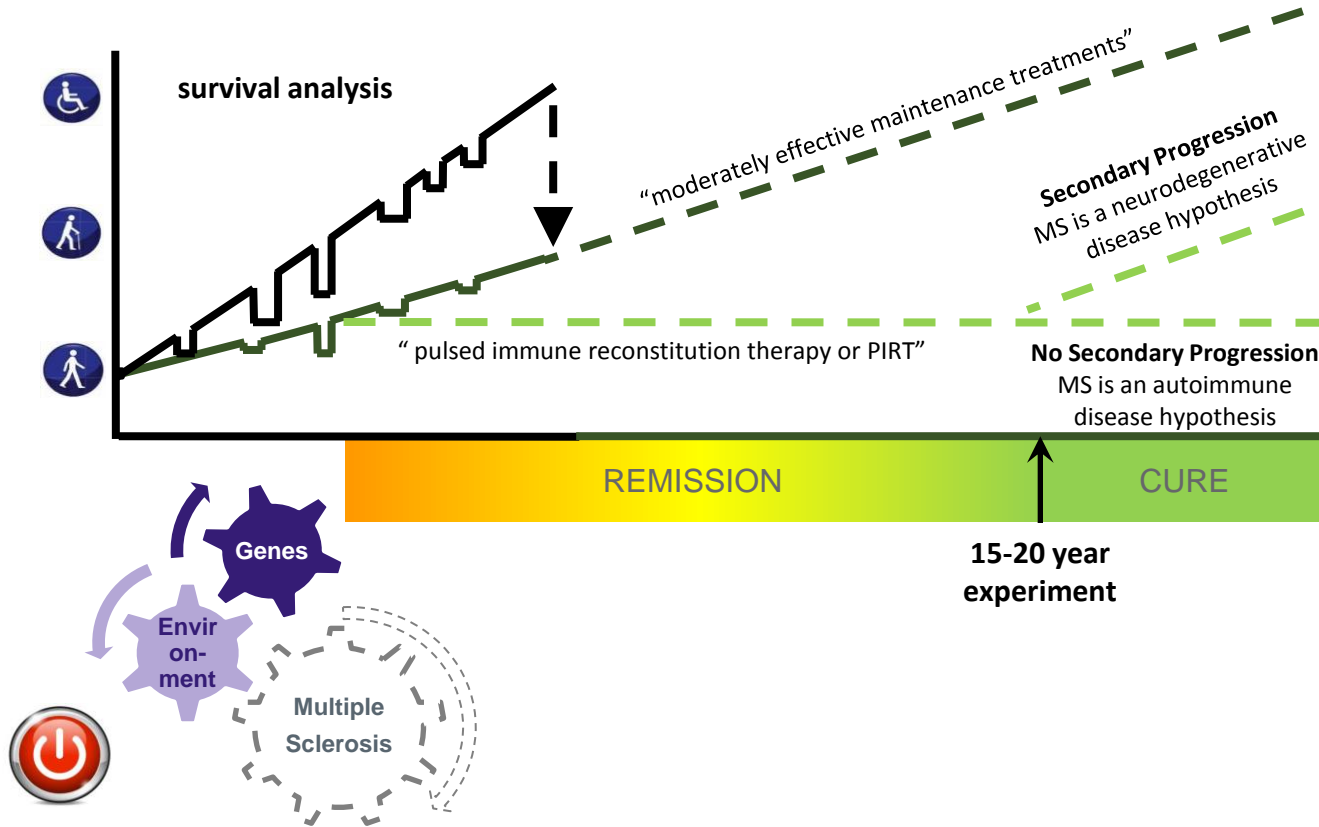 survival analysis
“moderately effective maintenance treatments”
Secondary Progression
MS is a neurodegenerative
disease hypothesis
“ pulsed immune reconstitution therapy or PIRT”
No Secondary Progression
MS is an autoimmune
disease hypothesis
REMISSION
CURE
15-20 year
experiment
Genes
Envir
on-
ment
Multiple
Sclerosis